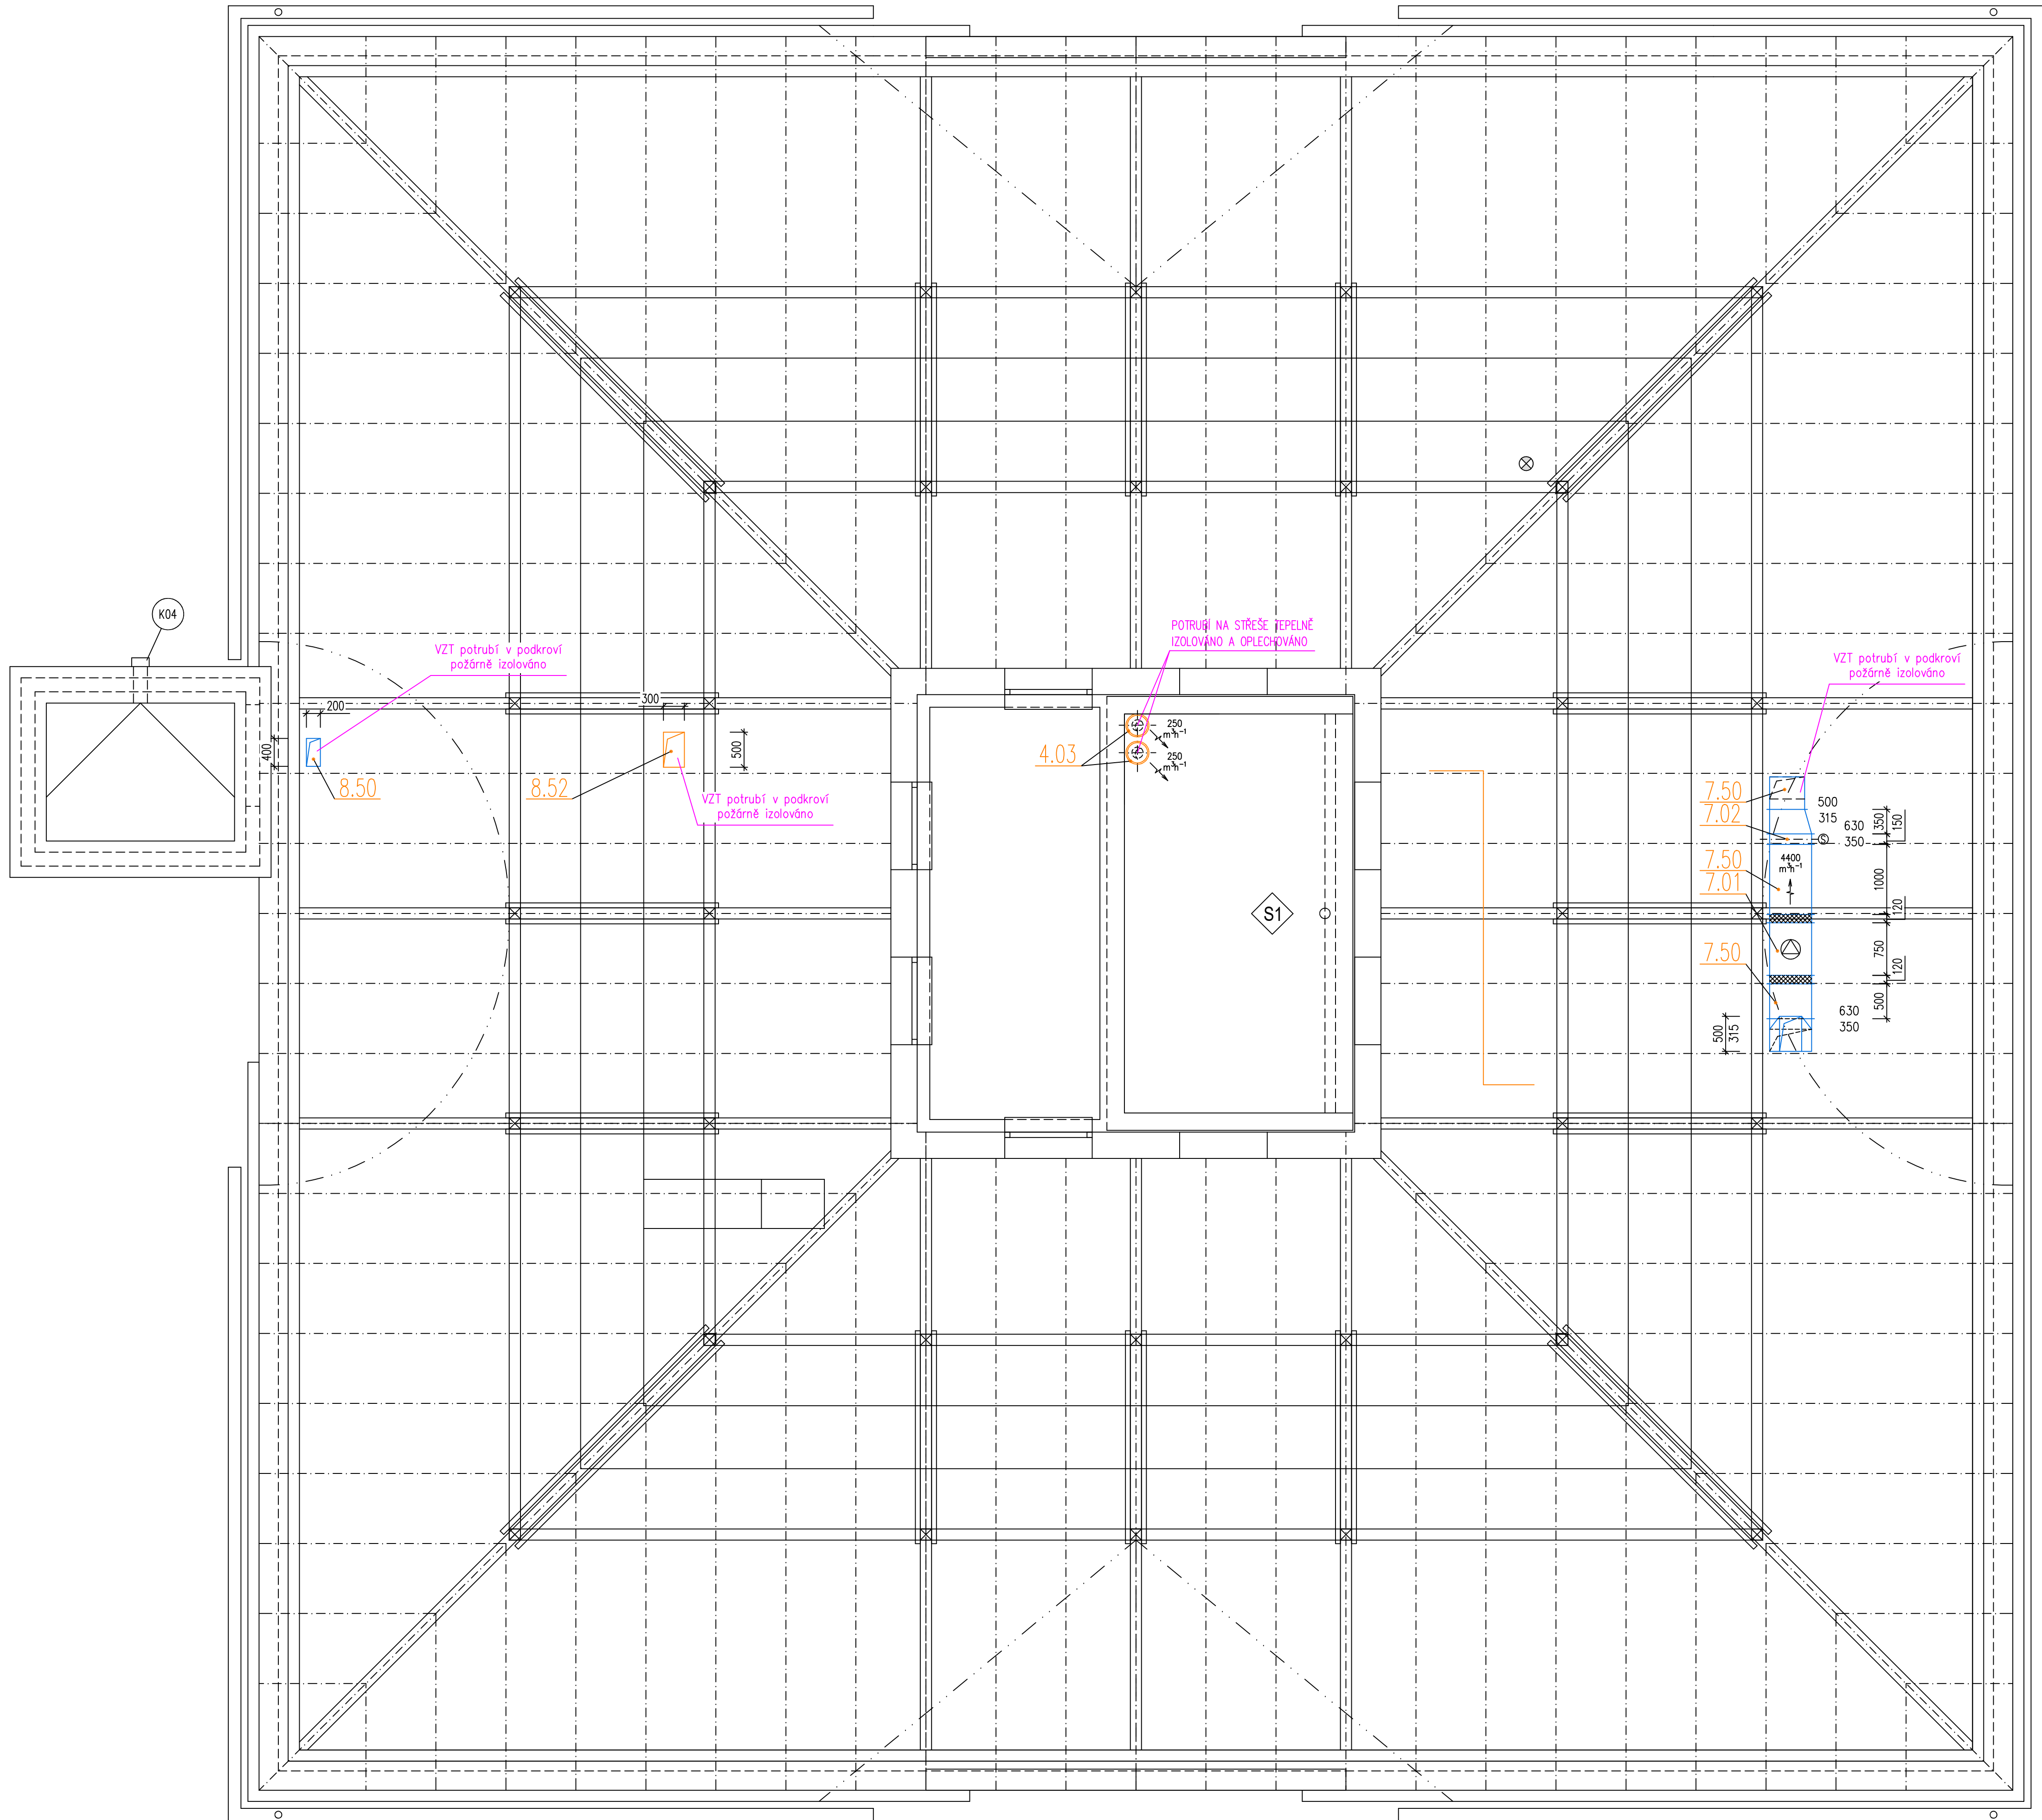 K04
VZT potrubí v podkroví
požárně izolováno
200
400
8.50
300
500
8.52
VZT potrubí v podkroví
požárně izolováno
POTRUBÍ NA STŘEŠE TEPELNĚ
IZOLOVÁNO A OPLECHOVÁNO
4.03
250
m³h⁻¹
250
m³h⁻¹
S1
VZT potrubí v podkroví
požárně izolováno
7.50
7.02
7.50
7.01
7.50
500
315
630
350
S
4400
m³h⁻¹
350
150
1000
120
750
120
500
630
350
500
315